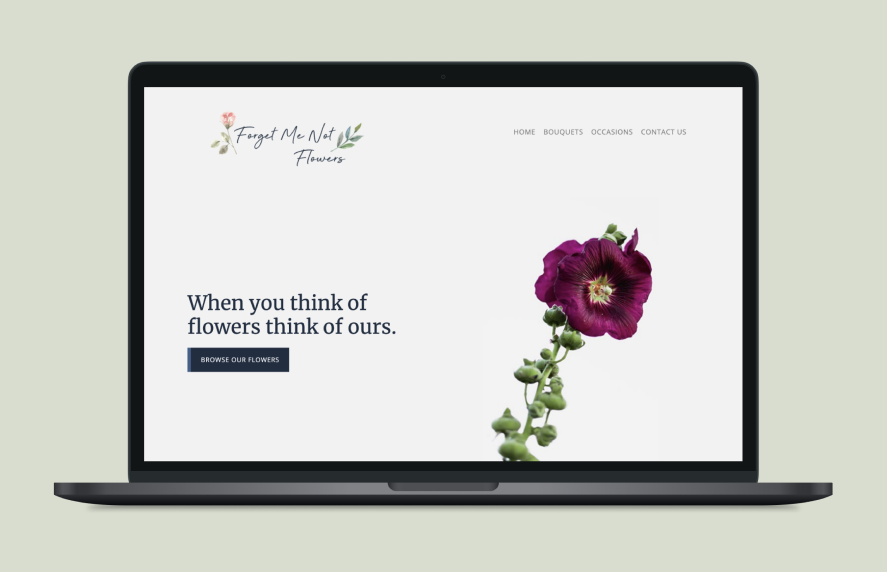 Forget Me Not
Flowers
HOME BOUQUETS OCCASIONS CONTACT US
When you think of
flowers think of ours.
BROWSE OUR FLOWERS